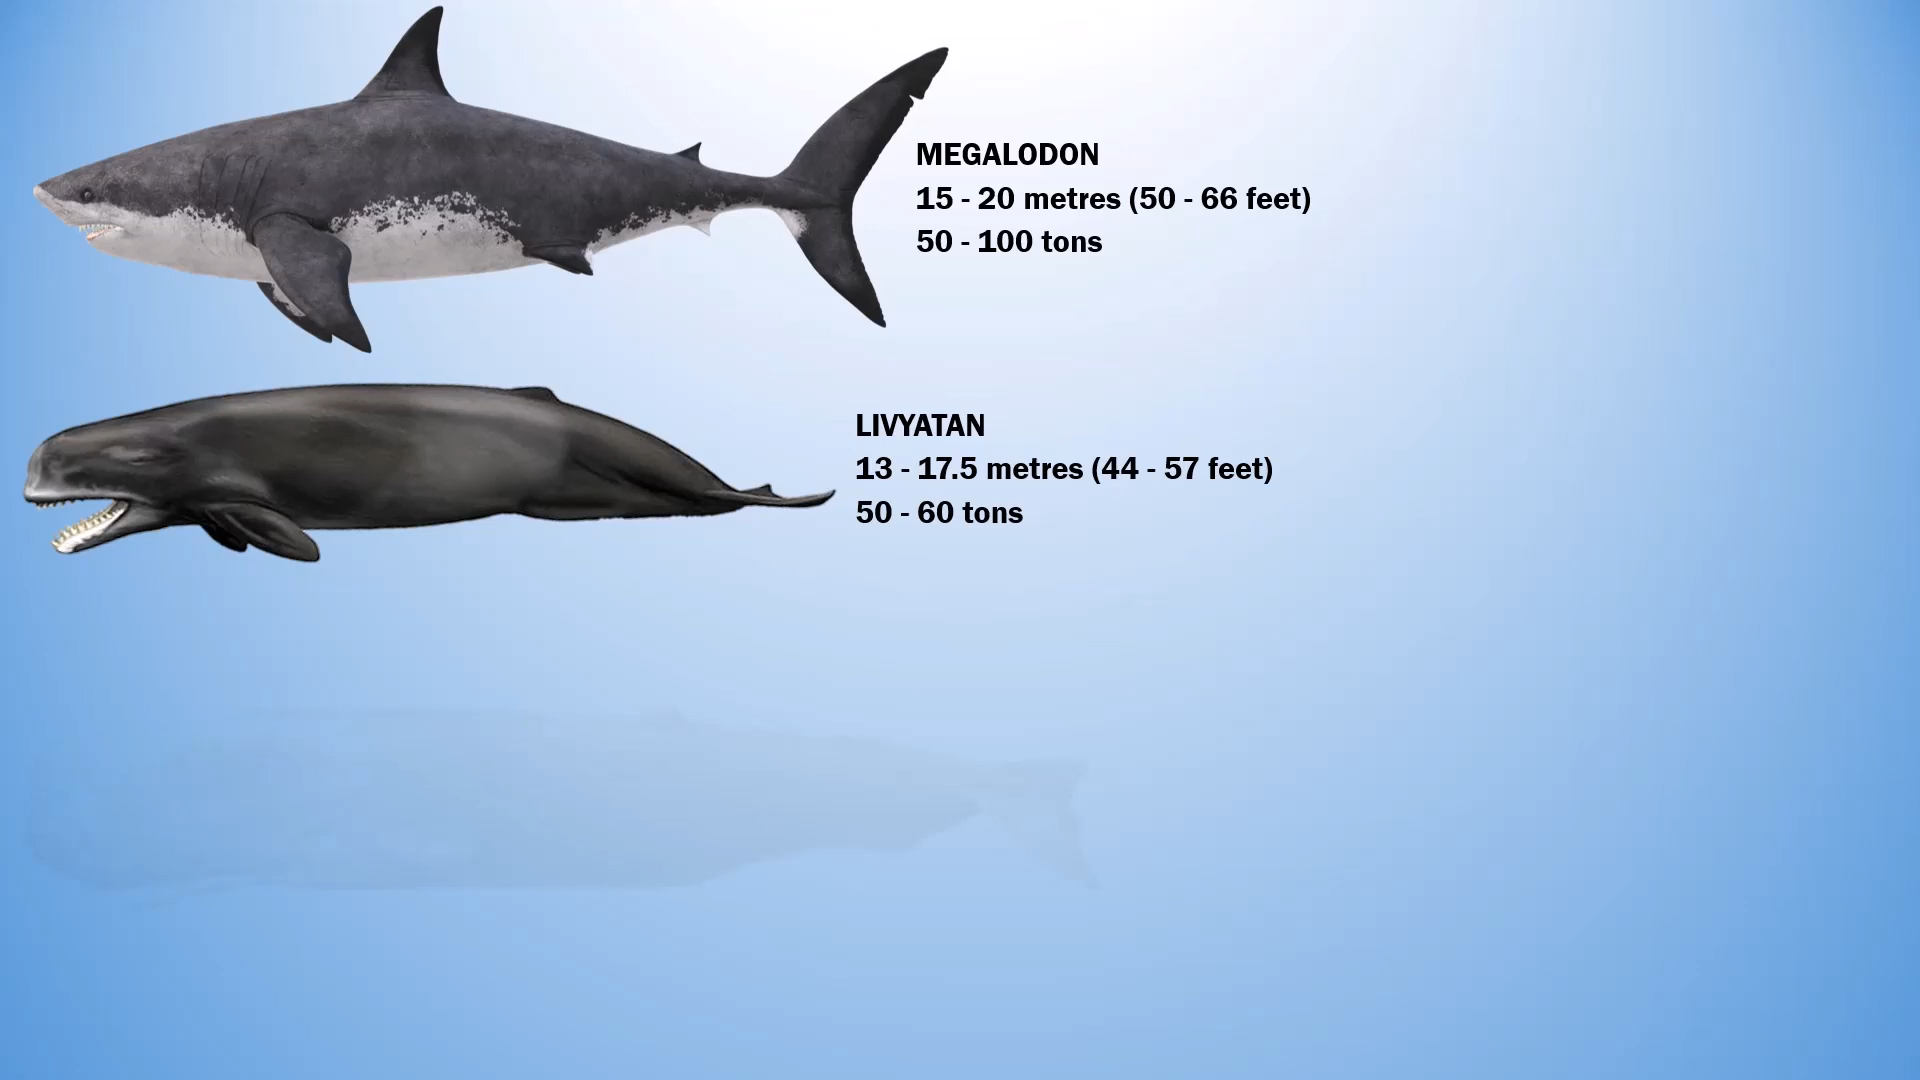 MEGALODON
15 - 20 metres (50 - 66 feet)
50 - 100 tons
LIVYATAN
13 - 17.5 metres (44 - 57 feet)
50 - 60 tons